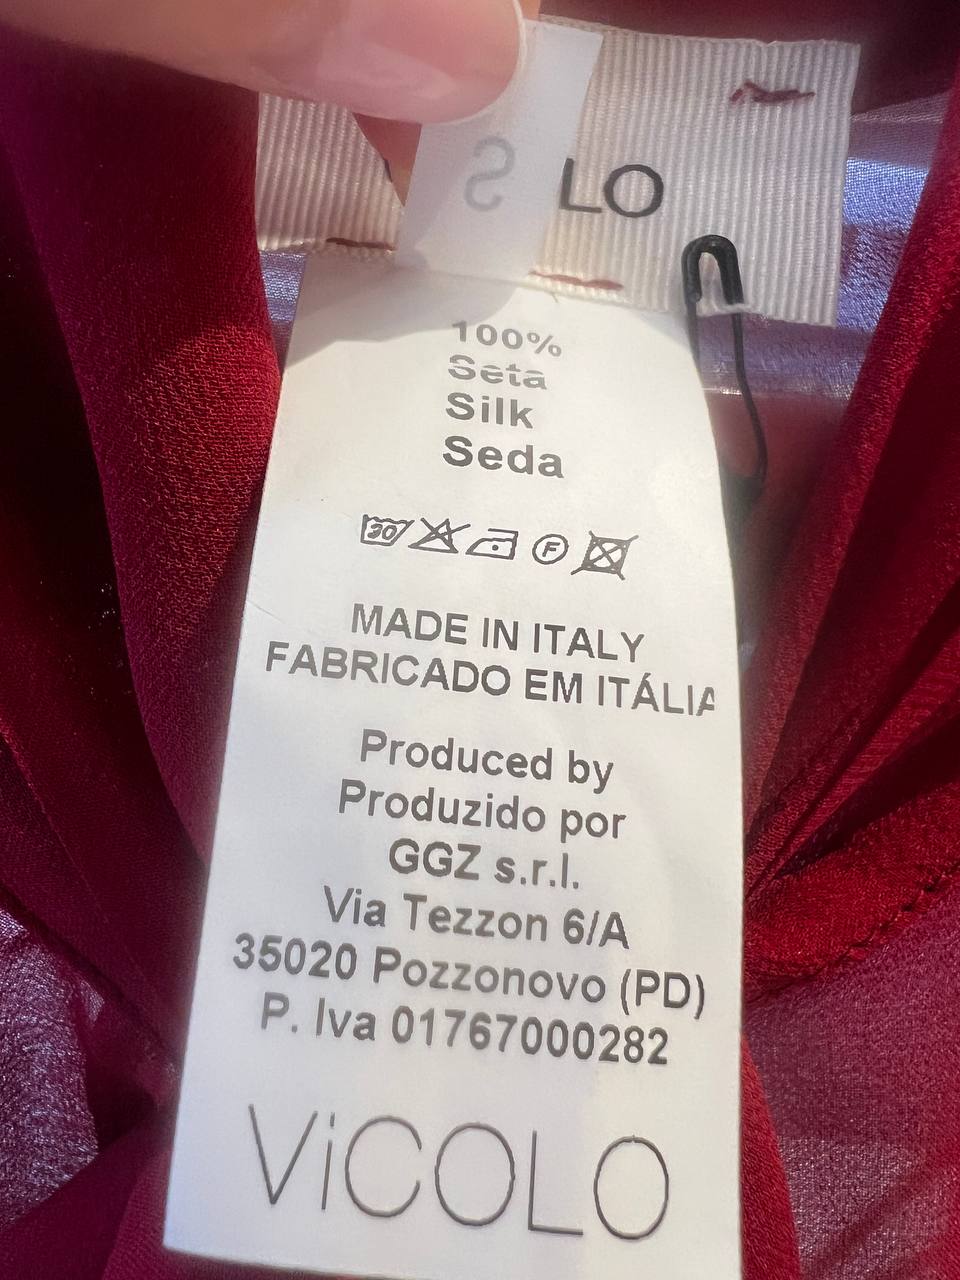 S
LO
100%
Seta
Silk
Seda
30
F
MADE IN ITALY
FABRICADO EM ITÁLIA
Produced by
Produzido por
GGZ s.r.l.
Via Tezzon 6/A
35020 Pozzonovo (PD)
P. Iva 01767000282
ViCOLO